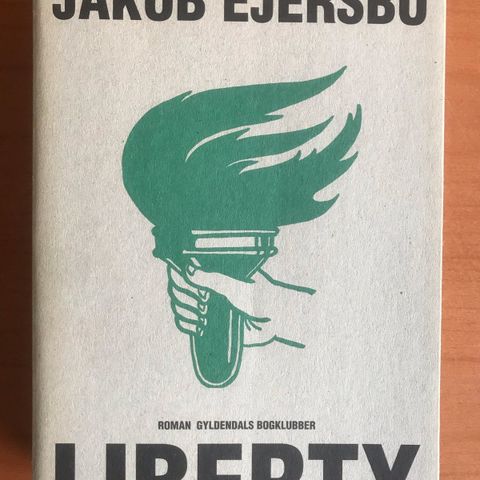 JAKOB EJERSBO
ROMAN GYLDENDALS BOGKLUBBER
LIBERTY